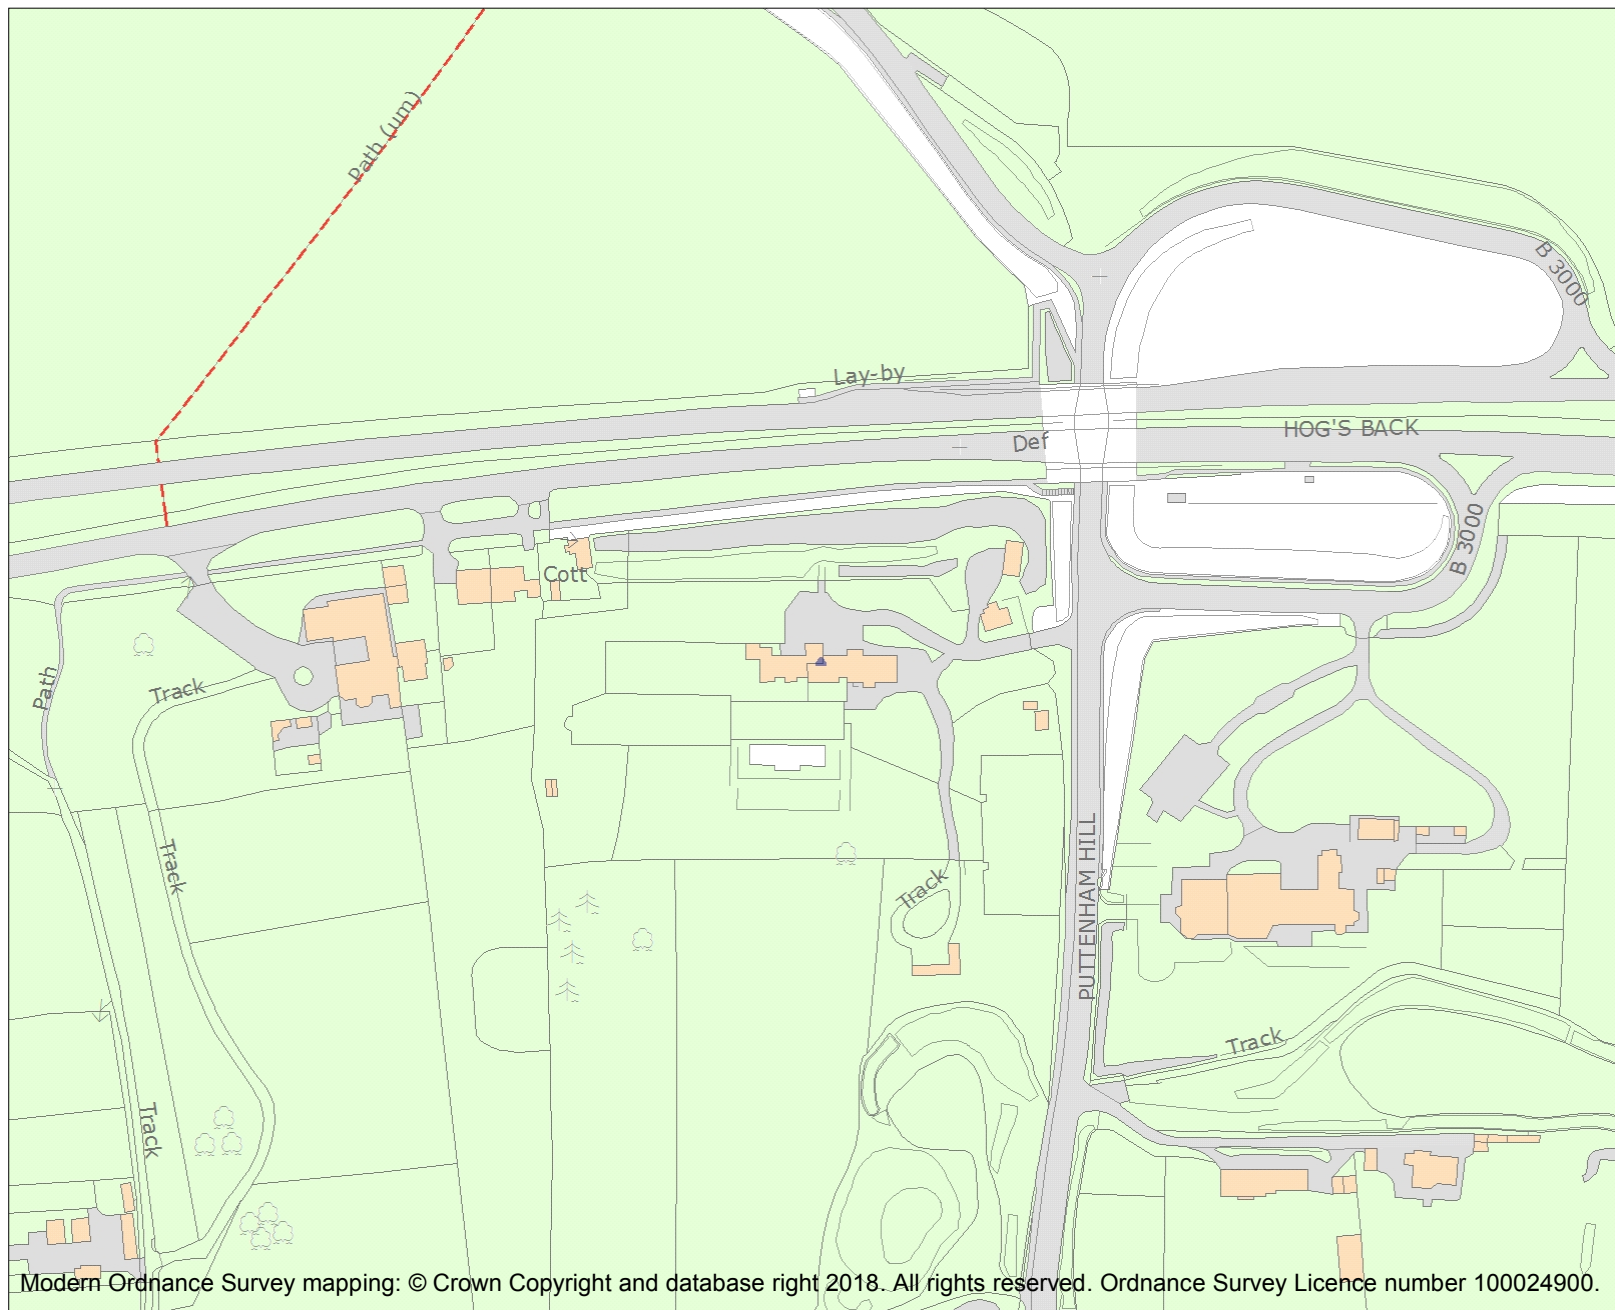 Path (um)
B 3000
Lay-by
HOG'S BACK
Def
B 3000
Cott
Path
Track
PUTTENHAM HILL
Track
Track
Track
Track
Modern Ordnance Survey mapping: © Crown Copyright and database right 2018. All rights reserved. Ordnance Survey Licence number 100024900.